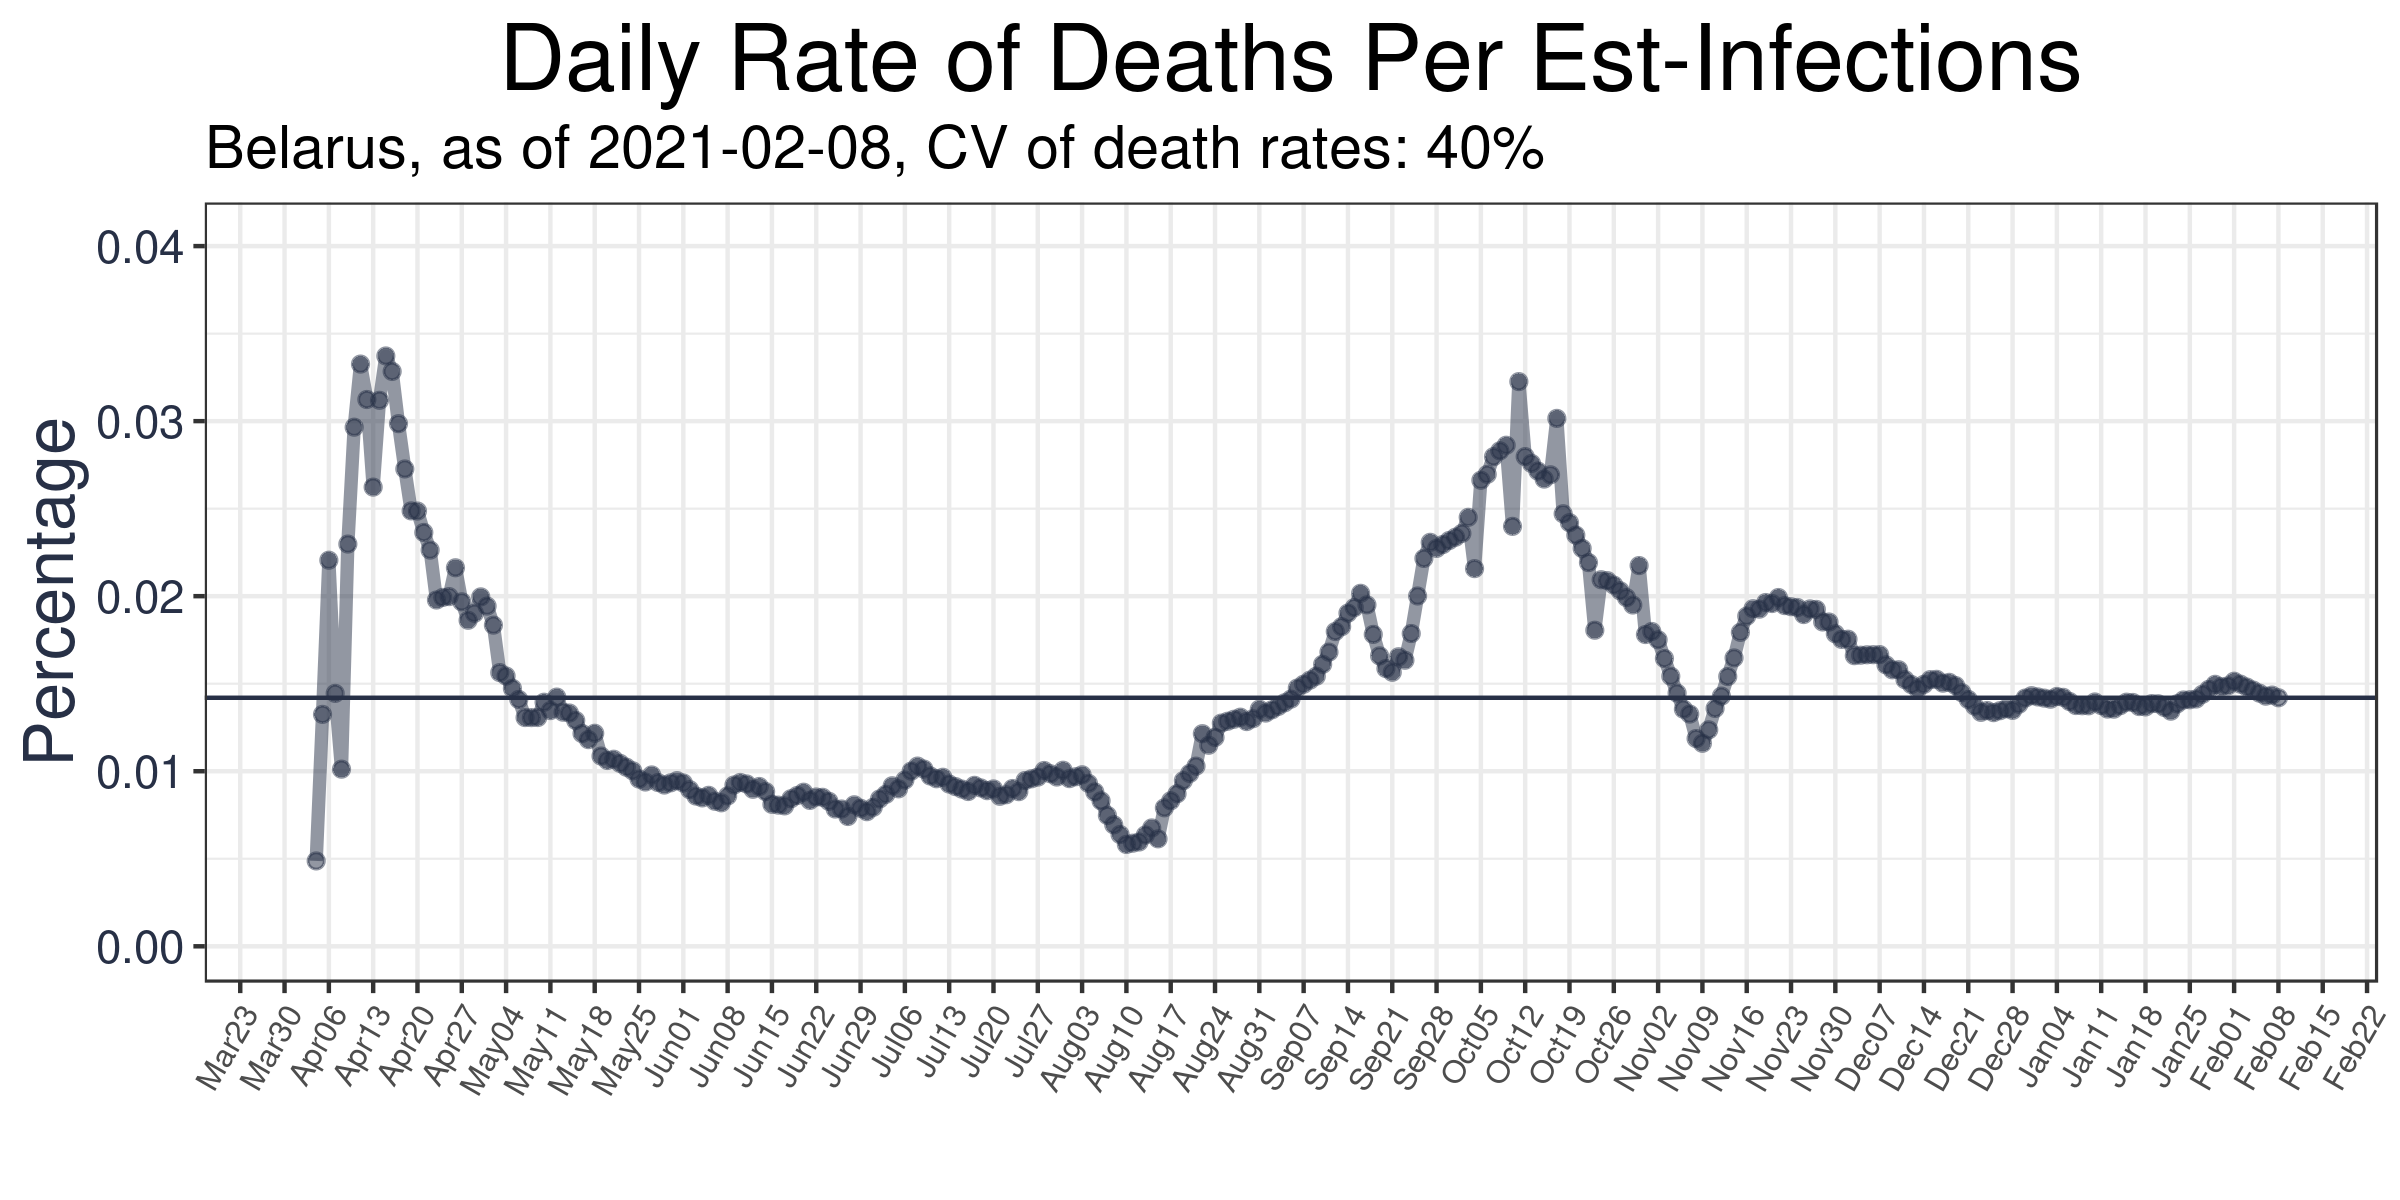 Daily Rate of Deaths Per Est-Infections
Belarus, as of 2021-02-08, CV of death rates: 40%
Percentage
0.04
0.03
0.02
0.01
0.00
Mar23
Mar30
Apr06
Apr13
Apr20
Apr27
May04
May11
May18
May25
Jun01
Jun08
Jun15
Jun22
Jun29
Jul06
Jul13
Jul20
Jul27
Aug03
Aug10
Aug17
Aug24
Aug31
Sep07
Sep14
Sep21
Sep28
Oct05
Oct12
Oct19
Oct26
Nov02
Nov09
Nov16
Nov23
Nov30
Dec07
Dec14
Dec21
Dec28
Jan04
Jan11
Jan18
Jan25
Feb01
Feb08
Feb15
Feb22